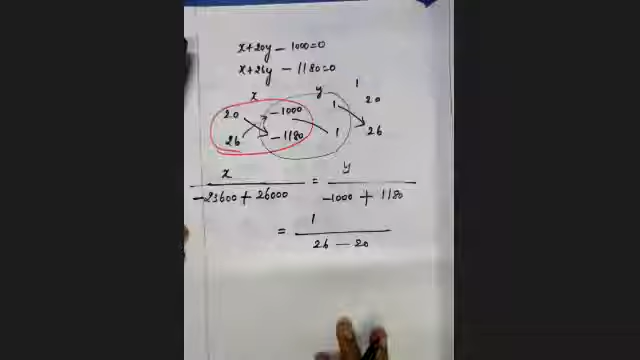 x+20y - 1000=0
x+26y - 1180=0
x y 1
20 -1000 1 20
26 -1180 1 26
x / -23600 + 26000 = y / -1000 + 1180
= 1 / 26 - 20